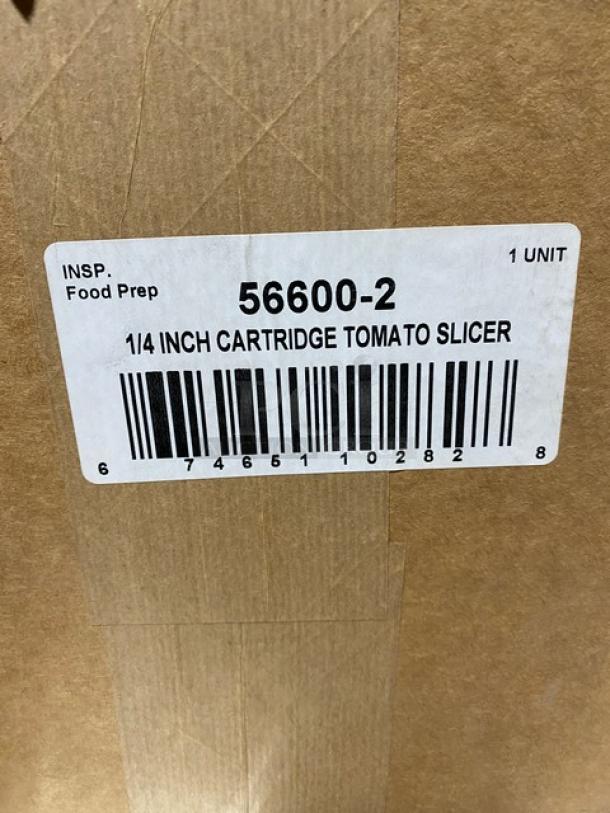 INSP.
Food Prep
1 UNIT
56600-2
1/4 INCH CARTRIDGE TOMATO SLICER
6 74651 10282 8